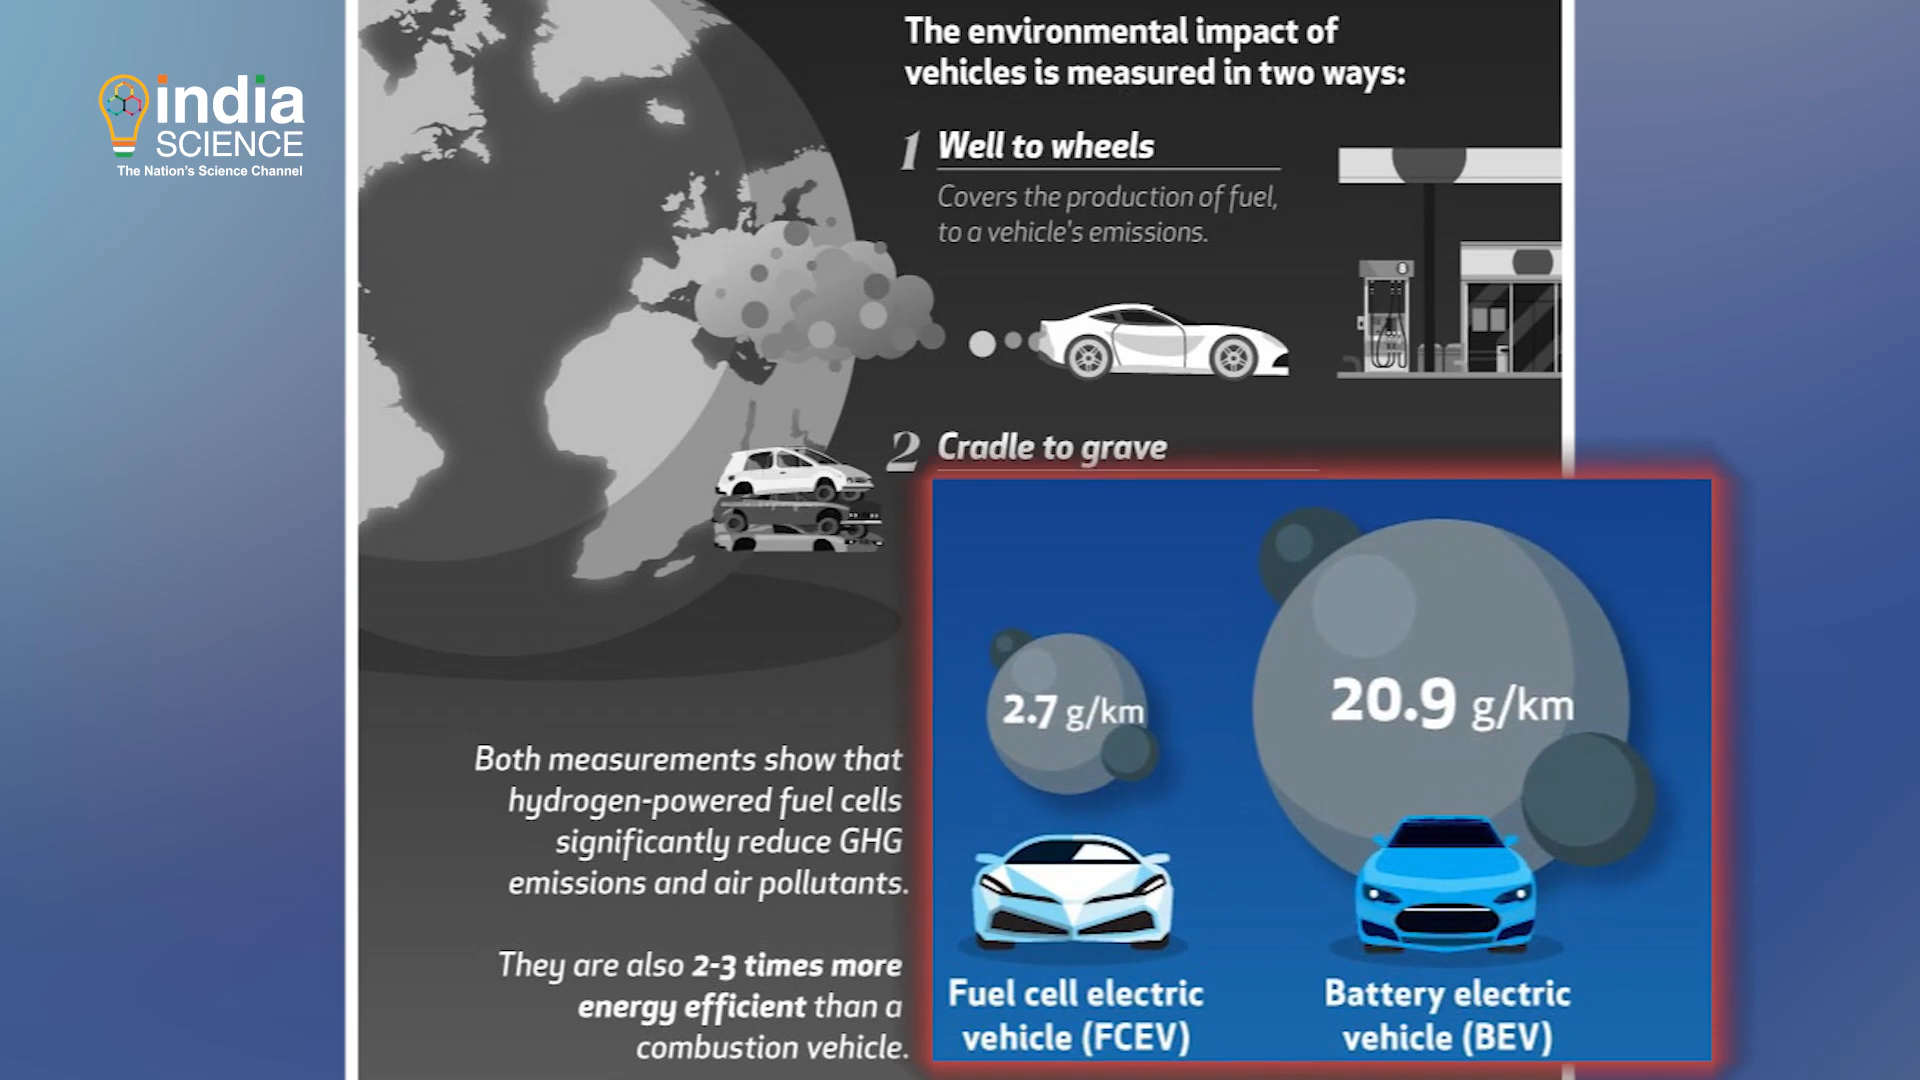 india
SCIENCE
The Nation's Science Channel
The environmental impact of
vehicles is measured in two ways:
1 Well to wheels
Covers the production of fuel,
to a vehicle's emissions.
2 Cradle to grave
Both measurements show that
hydrogen-powered fuel cells
significantly reduce GHG
emissions and air pollutants.
They are also 2-3 times more
energy efficient than a
combustion vehicle.
2.7 g/km
20.9 g/km
Fuel cell electric
vehicle (FCEV)
Battery electric
vehicle (BEV)